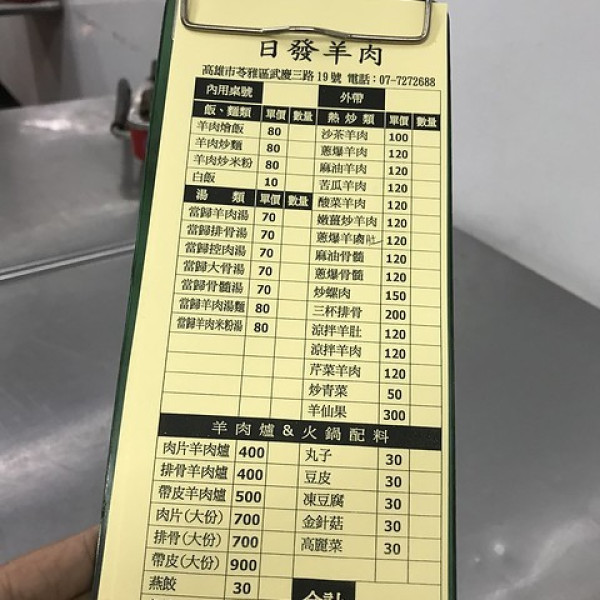 日發羊肉
高雄市苓雅區武慶三路19號 電話:07-7272688
內用桌號 外帶
飯、麵類 單價 數量 熱炒類 單價 數量
羊肉燴飯 80 沙茶羊肉 100
羊肉炒麵 80 蔥爆羊肉 120
羊肉炒米粉 80 麻油羊肉 120
白飯 10 苦瓜羊肉 120
湯類 單價 數量 酸菜羊肉 120
當歸羊肉湯 70 嫩薑炒羊肉 120
當歸排骨湯 70 蔥爆羊肉肚 120
當歸控肉湯 70 麻油骨髓 120
當歸大骨湯 70 蔥爆骨髓 120
當歸骨髓湯 70 炒螺肉 150
當歸羊肉湯麵 80 三杯排骨 200
當歸羊肉米粉湯 80 涼拌羊肚 120
涼拌羊肉 120
芹菜羊肉 120
炒青菜 50
羊仙果 300
羊肉爐&火鍋配料
肉片羊肉爐 400 丸子 30
排骨羊肉爐 400 豆皮 30
帶皮羊肉爐 500 凍豆腐 30
肉片(大份) 700 金針菇 30
排骨(大份) 700 高麗菜 30
帶皮(大份) 900
燕餃 30